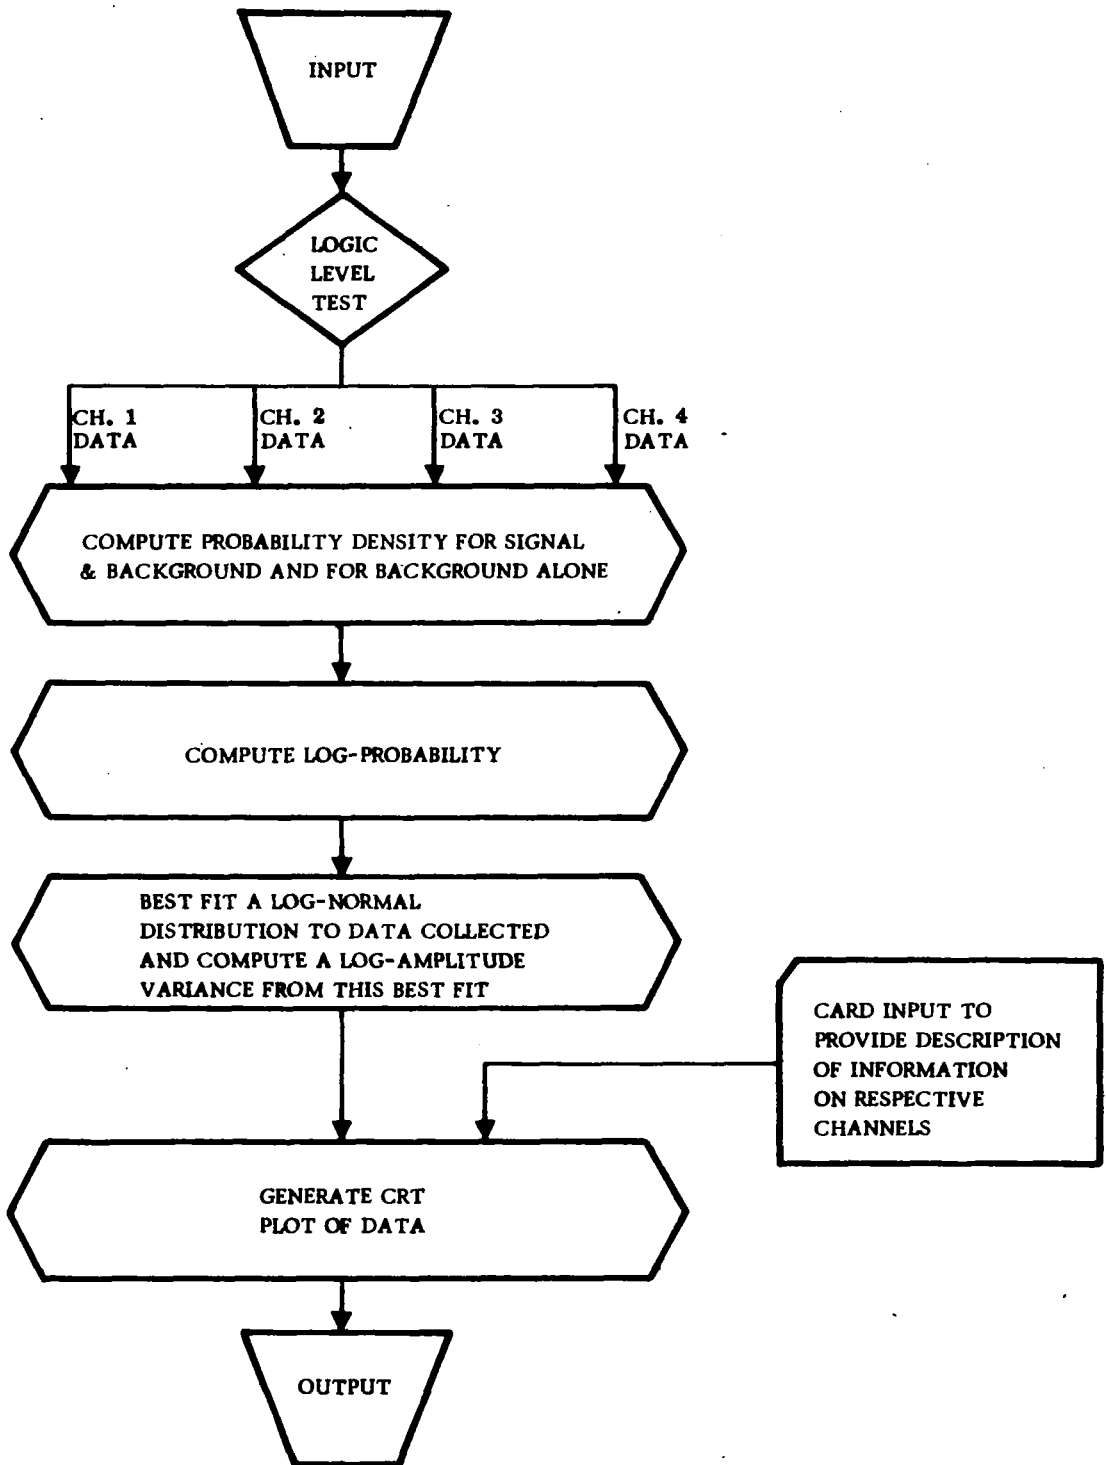 INPUT
LOGIC
LEVEL
TEST
CH. 1
DATA
CH. 2
DATA
CH. 3
DATA
CH. 4
DATA
COMPUTE PROBABILITY DENSITY FOR SIGNAL
& BACKGROUND AND FOR BACKGROUND ALONE
COMPUTE LOG-PROBABILITY
BEST FIT A LOG-NORMAL
DISTRIBUTION TO DATA COLLECTED
AND COMPUTE A LOG-AMPLITUDE
VARIANCE FROM THIS BEST FIT
CARD INPUT TO
PROVIDE DESCRIPTION
OF INFORMATION
ON RESPECTIVE
CHANNELS
GENERATE CRT
PLOT OF DATA
OUTPUT